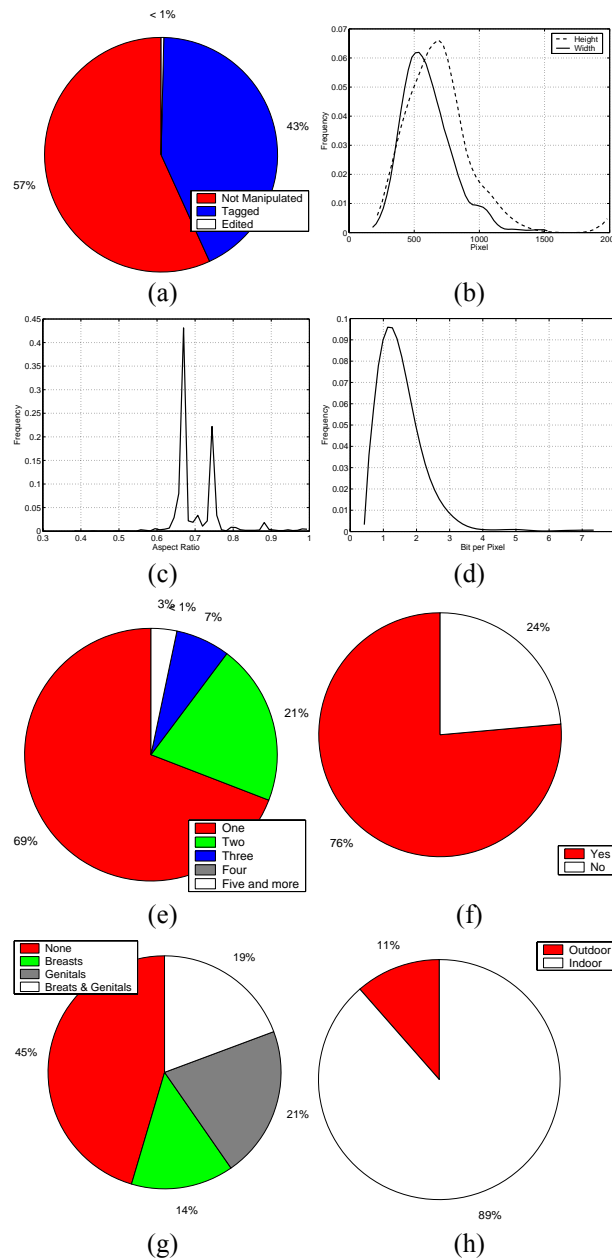 < 1%
43%
57%
Not Manipulated
Tagged
Edited
(a)
0.07
0.06
0.05
0.04
0.03
0.02
0.01
0
0 500 1000 1500 2000
Frequency
Pixel
Height
Width
(b)
0.45
0.4
0.35
0.3
0.25
0.2
0.15
0.1
0.05
0
0.3 0.4 0.5 0.6 0.7 0.8 0.9 1
Frequency
Aspect Ratio
(c)
0.1
0.09
0.08
0.07
0.06
0.05
0.04
0.03
0.02
0.01
0
0 1 2 3 4 5 6 7
Frequency
Bit per Pixel
(d)
3%
< 1%
7%
21%
69%
One
Two
Three
Four
Five and more
(e)
24%
76%
Yes
No
(f)
None
Breasts
Genitals
Breats & Genitals
19%
45%
21%
14%
(g)
11%
Outdoor
Indoor
89%
(h)